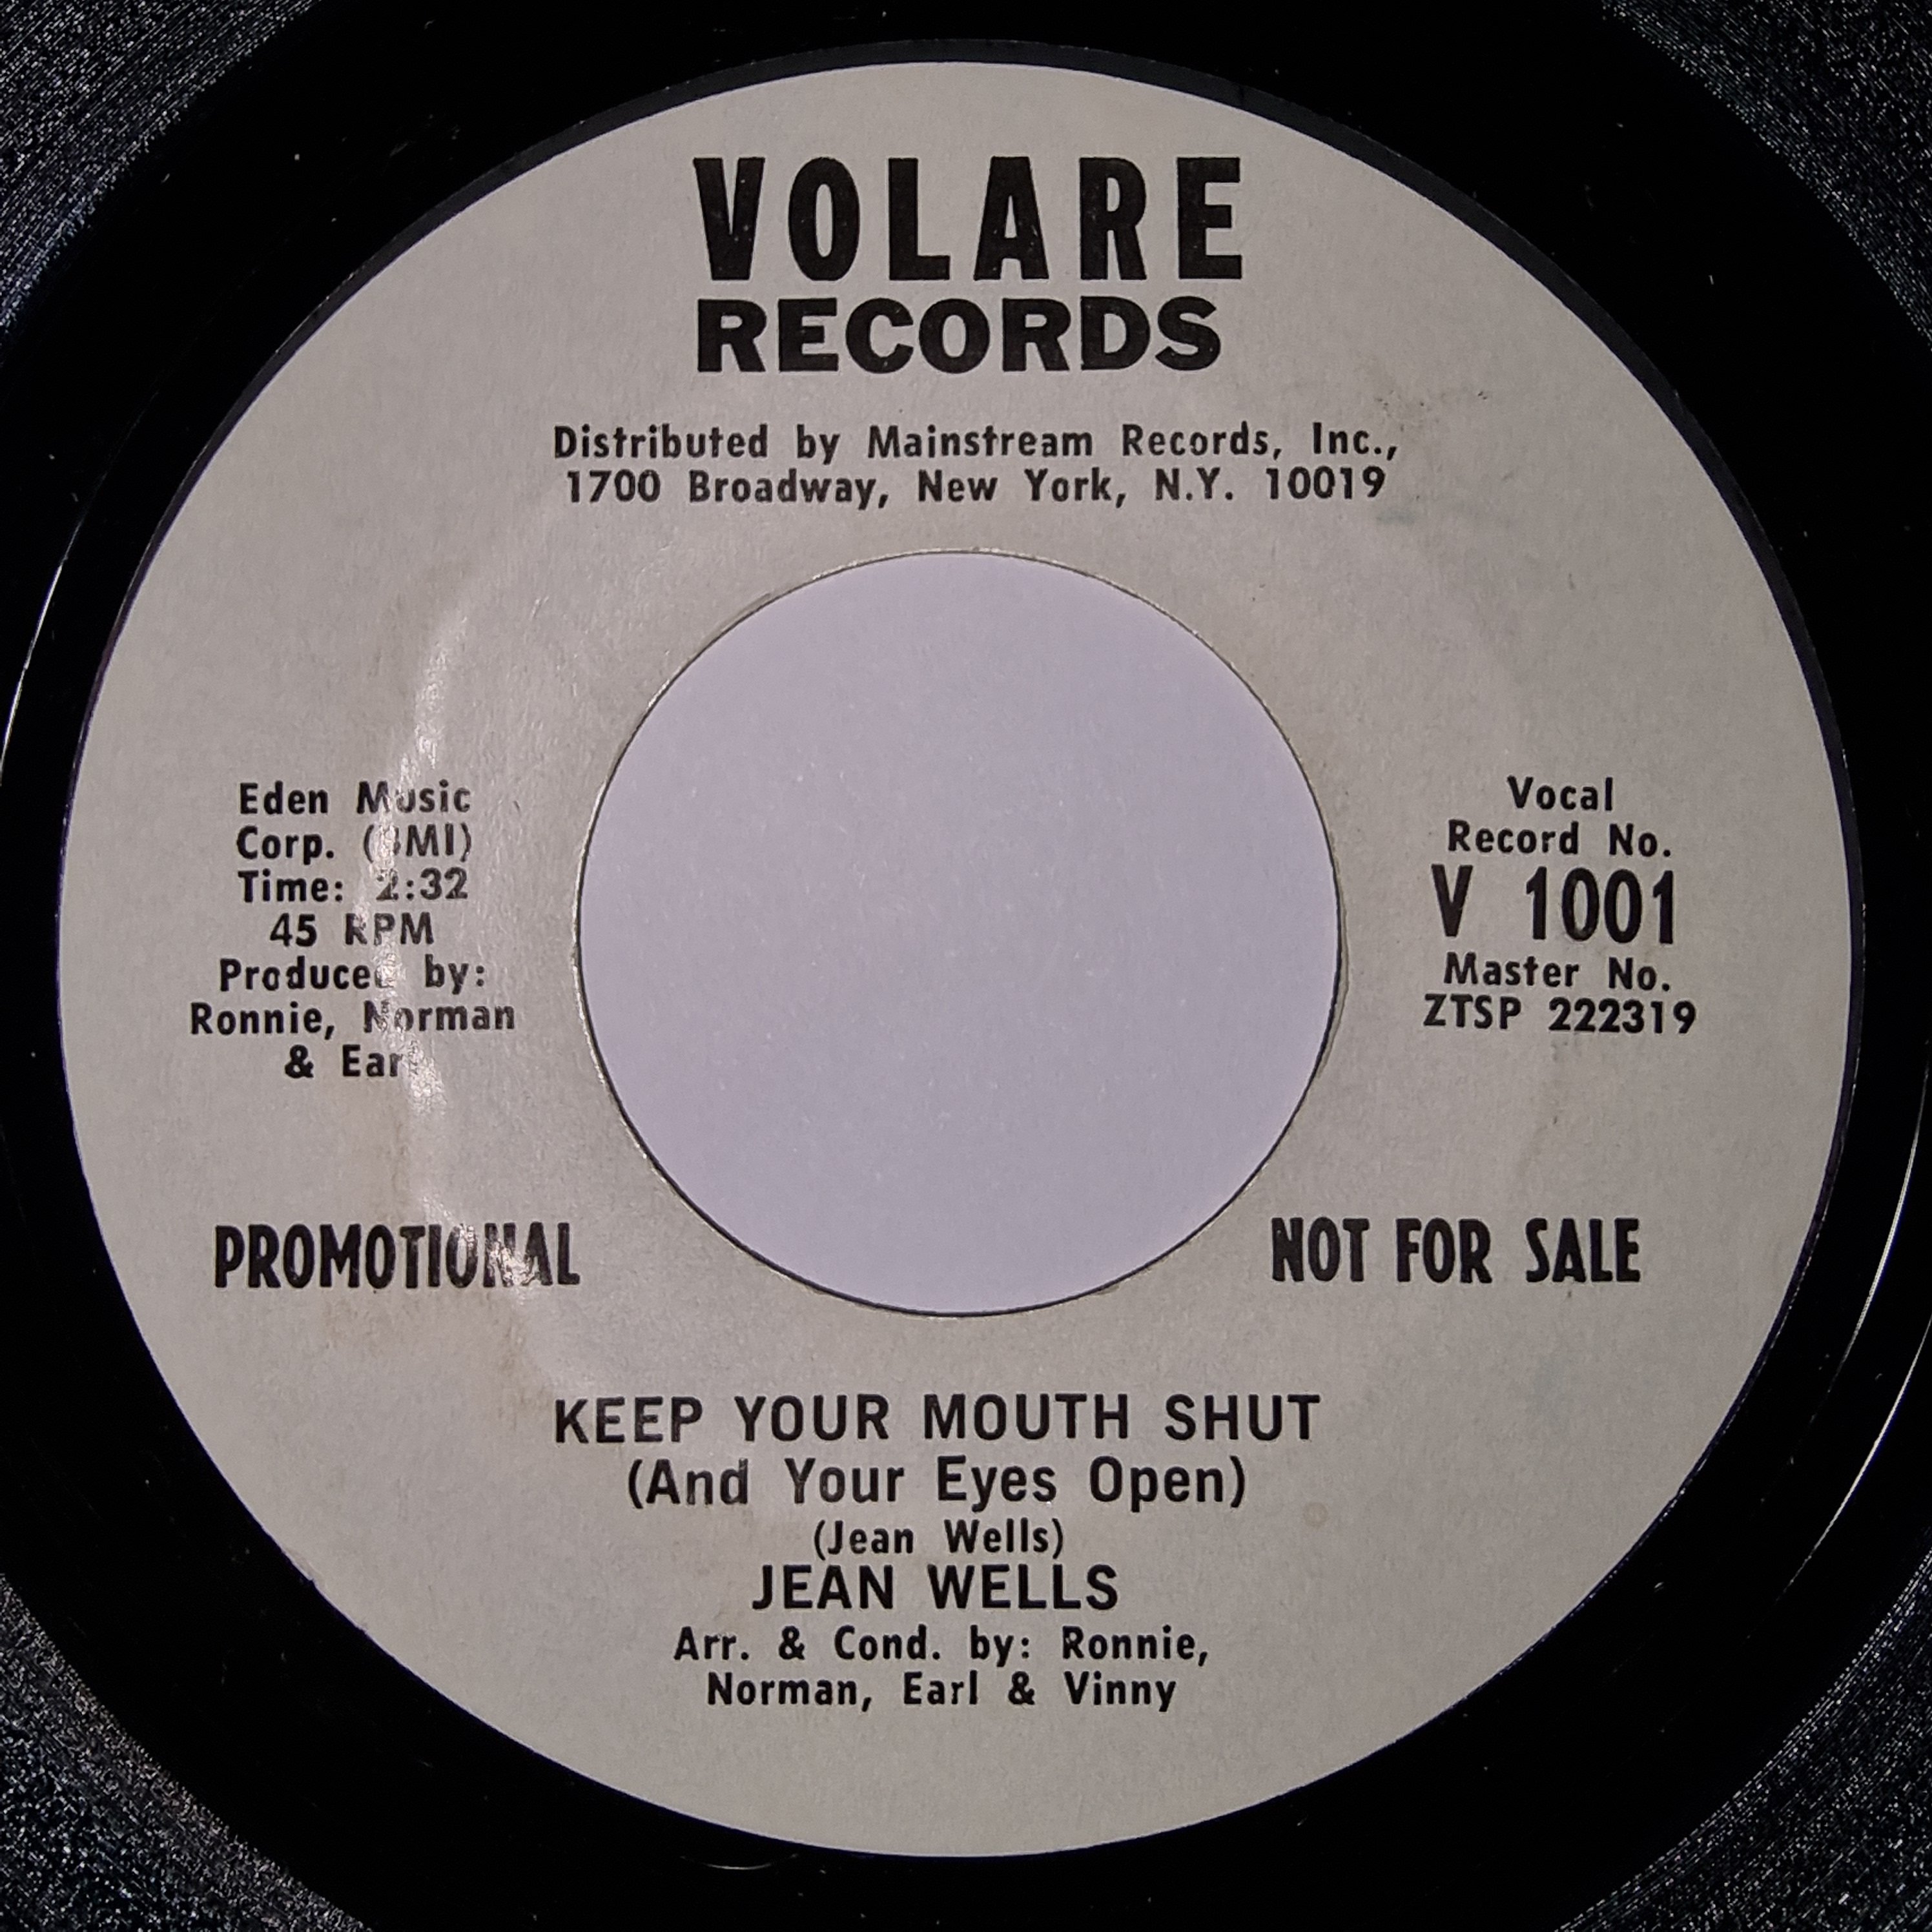 VOLARE
RECORDS
Distributed by Mainstream Records, Inc.,
1700 Broadway, New York, N.Y. 10019
Eden Music
Corp. (BMI)
Time: 2:32
45 RPM
Produced by:
Ronnie, Norman
& Earl
Vocal
Record No.
V 1001
Master No.
ZTSP 222319
PROMOTIONAL
NOT FOR SALE
KEEP YOUR MOUTH SHUT
(And Your Eyes Open)
(Jean Wells)
JEAN WELLS
Arr. & Cond. by: Ronnie,
Norman, Earl & Vinny